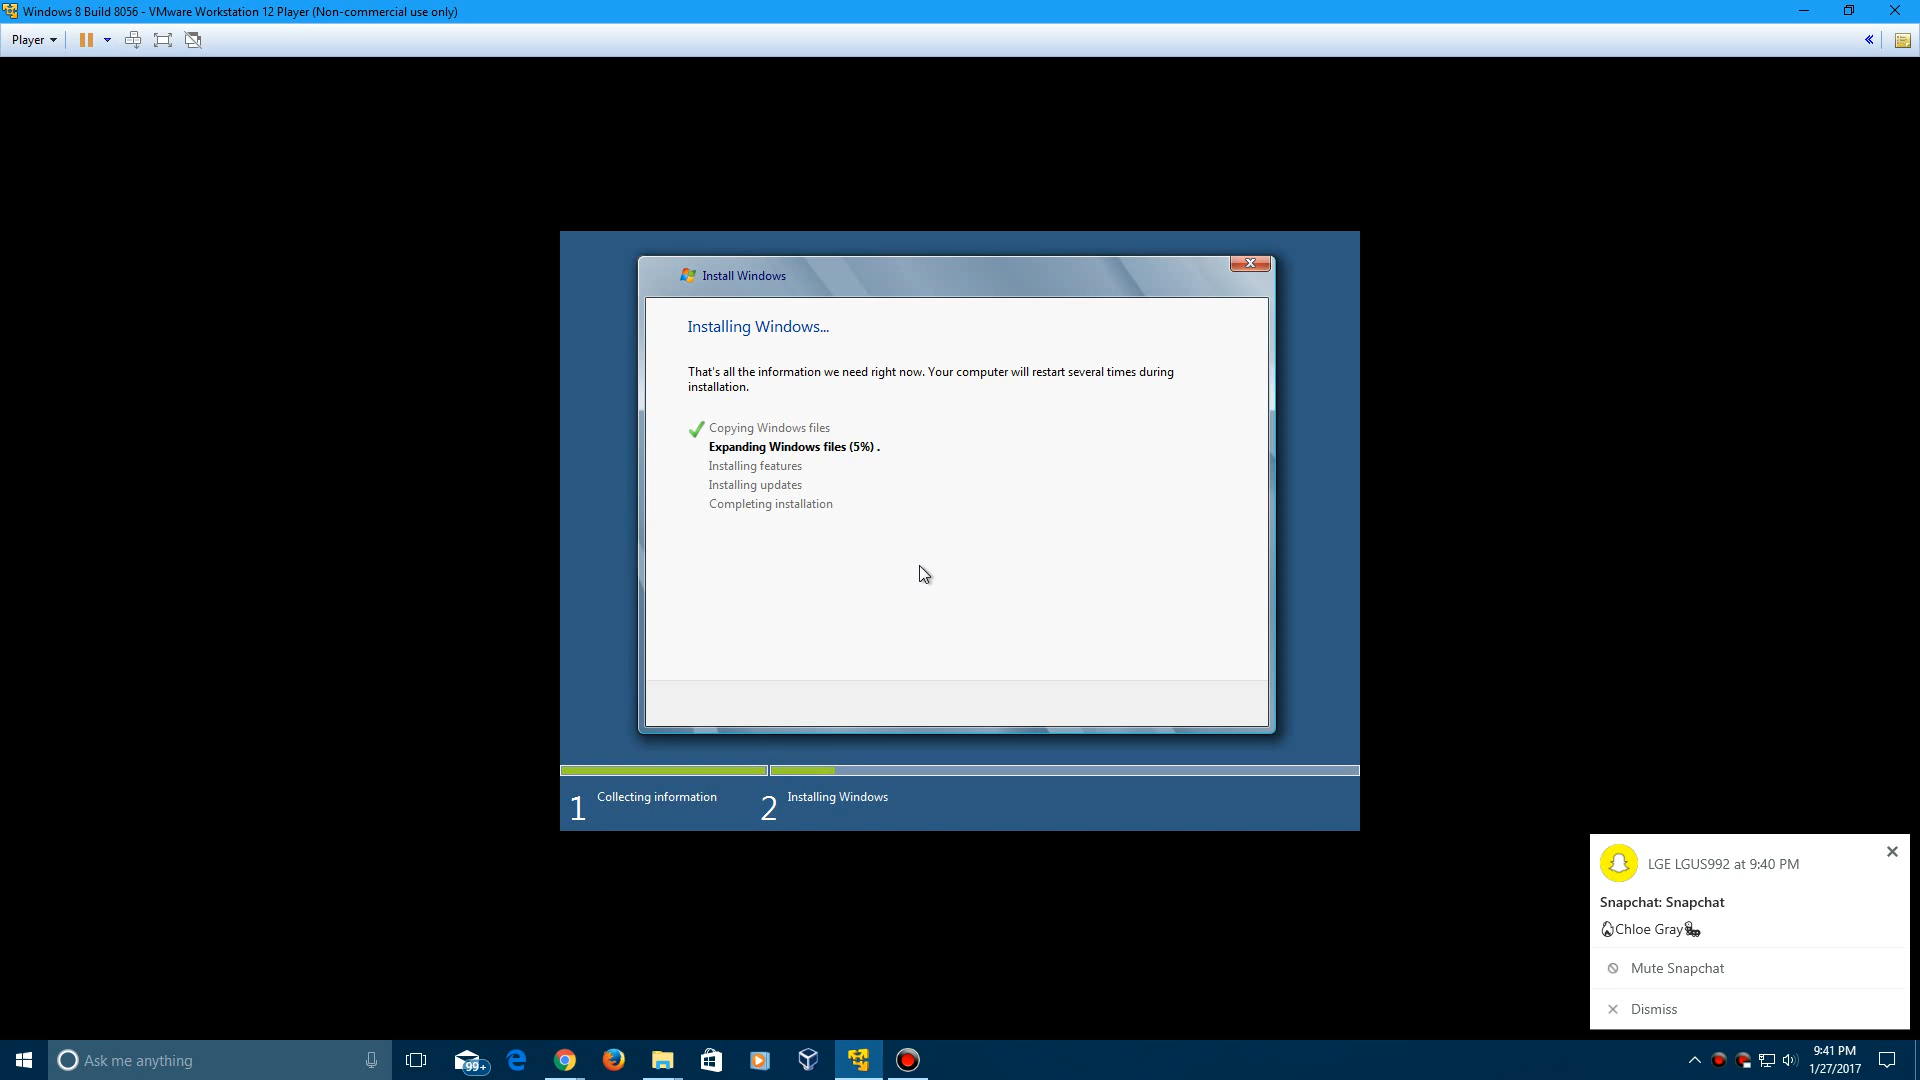 Windows 8 Build 8056 - VMware Workstation 12 Player (Non-commercial use only)
Player
Install Windows
Installing Windows...
That's all the information we need right now. Your computer will restart several times during
installation.
Copying Windows files
Expanding Windows files (5%) .
Installing features
Installing updates
Completing installation
1 Collecting information
2 Installing Windows
LGE LGUS992 at 9:40 PM
Snapchat: Snapchat
Chloe Gray
Mute Snapchat
Dismiss
Ask me anything
99+
9:41 PM
1/27/2017